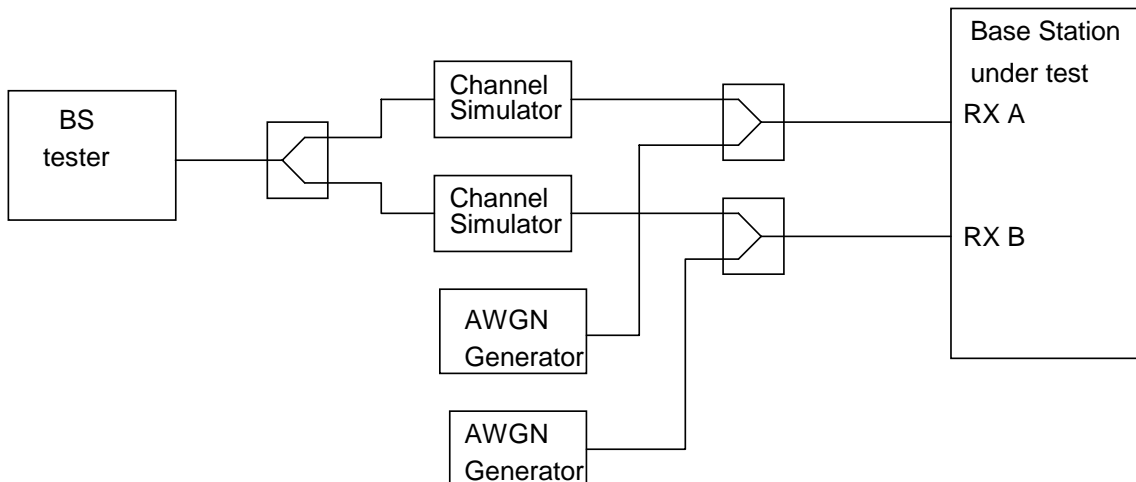 BS
tester
Channel
Simulator
Channel
Simulator
AWGN
Generator
AWGN
Generator
Base Station
under test
RX A
RX B